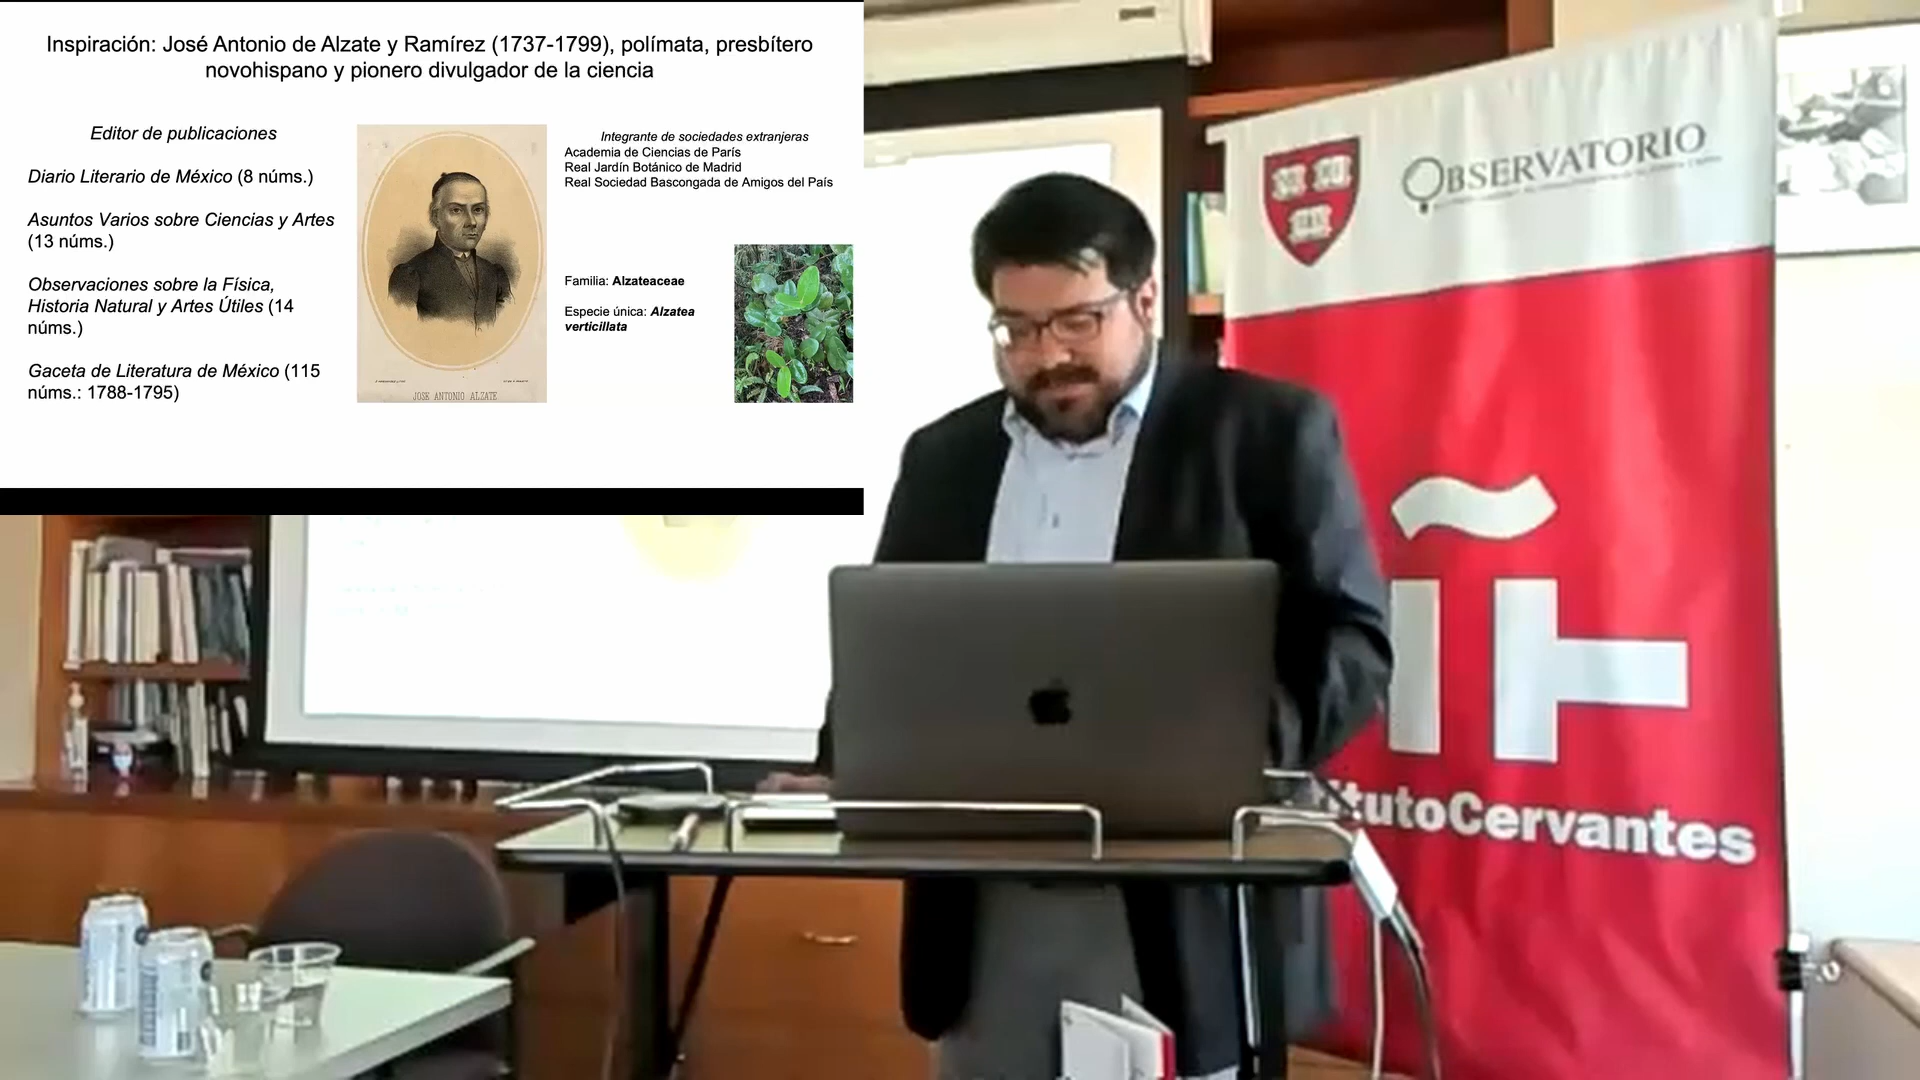 Inspiración: José Antonio de Alzate y Ramírez (1737-1799), polímata, presbítero
novohispano y pionero divulgador de la ciencia
Editor de publicaciones
Diario Literario de México (8 núms.)
Asuntos Varios sobre Ciencias y Artes
(13 núms.)
Observaciones sobre la Física,
Historia Natural y Artes Útiles (14
núms.)
Gaceta de Literatura de México (115
núms.: 1788-1795)
JOSE ANTONIO ALZATE
Integrante de sociedades extranjeras
Academia de Ciencias de París
Real Jardín Botánico de Madrid
Real Sociedad Bascongada de Amigos del País
Familia: Alzateaceae
Especie única: Alzatea
verticillata
OBSERVATORIO
tutoCervantes